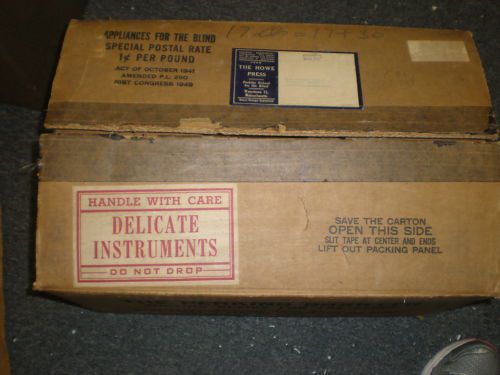 APPLIANCES FOR THE BLIND
SPECIAL POSTAL RATE
1¢ PER POUND
ACT OF OCTOBER 1941
AMENDED P.L. 290
81ST CONGRESS 1949
THE HOWE
PRESS
HANDLE WITH CARE
DELICATE
INSTRUMENTS
DO NOT DROP
SAVE THE CARTON
OPEN THIS SIDE
SLIT TAPE AT CENTER AND ENDS
LIFT OUT PACKING PANEL